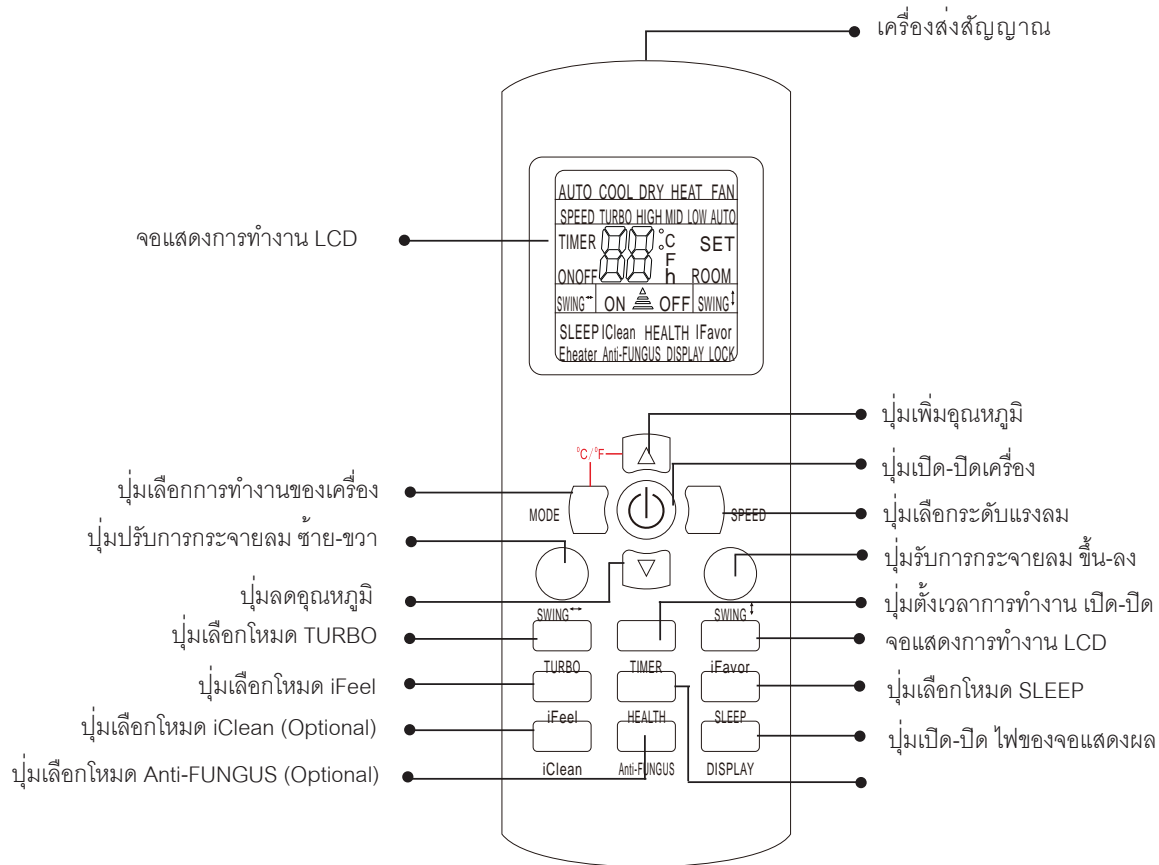 เครื่องส่งสัญญาณ
AUTO COOL DRY HEAT FAN
SPEED TURBO HIGH MID LOW AUTO
จอแสดงการทำงาน LCD
TIMER 88 °C SET
F
ONOFF h ROOM
SWING ON OFF SWING
SLEEP IClean HEALTH IFavor
Eheater Anti-FUNGUS DISPLAY LOCK
ปุ่มเพิ่มอุณหภูมิ
°C/°F
ปุ่มเปิด-ปิดเครื่อง
ปุ่มเลือกการทำงานของเครื่อง
MODE SPEED
ปุ่มเลือกระดับแรงลม
ปุ่มปรับการกระจายลม ซ้าย-ขวา
ปุ่มรับการกระจายลม ขึ้น-ลง
ปุ่มลดอุณหภูมิ
ปุ่มตั้งเวลาการทำงาน เปิด-ปิด
SWING SWING
ปุ่มเลือกโหมด TURBO
จอแสดงการทำงาน LCD
TURBO TIMER iFavor
ปุ่มเลือกโหมด iFeel
ปุ่มเลือกโหมด SLEEP
iFeel HEALTH SLEEP
ปุ่มเลือกโหมด iClean (Optional)
ปุ่มเปิด-ปิด ไฟของจอแสดงผล
ปุ่มเลือกโหมด Anti-FUNGUS (Optional)
iClean Anti-FUNGUS DISPLAY